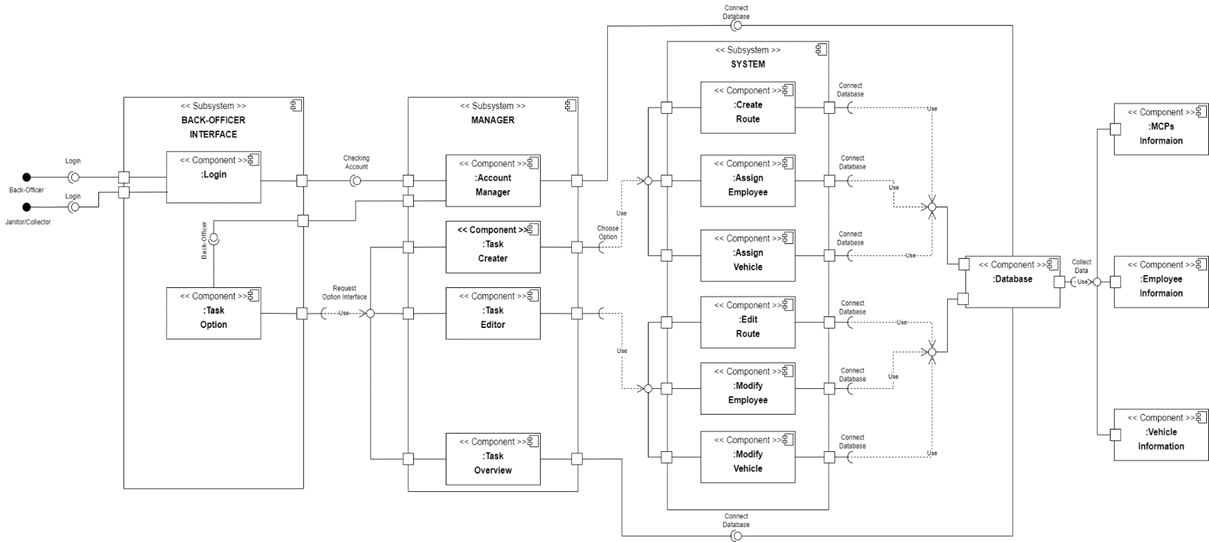 Connect
Database
<< Subsystem >>
SYSTEM
<< Component >>
:Create
Route
Connect
Database
Use
<< Subsystem >>
BACK-OFFICER
INTERFACE
<< Subsystem >>
MANAGER
<< Component >>
:MCPs
Informaion
Login
Back-Officer
Login
Janitor/Collector
<< Component >>
:Login
Checking
Account
<< Component >>
:Account
Manager
<< Component >>
:Assign
Employee
Connect
Database
Use
Use
Back-Officer
<< Component >>
:Task
Creater
Choose
Option
<< Component >>
:Assign
Vehicle
Connect
Database
Use
<< Component >>
:Database
Collect
Data
Use
<< Component >>
:Employee
Informaion
<< Component >>
:Task
Option
Request
Option Interface
Use
<< Component >>
:Task
Editor
Use
<< Component >>
:Edit
Route
Connect
Database
Use
<< Component >>
:Modify
Employee
Connect
Database
Use
<< Component >>
:Task
Overview
<< Component >>
:Modify
Vehicle
Connect
Database
Use
<< Component >>
:Vehicle
Information
Connect
Database